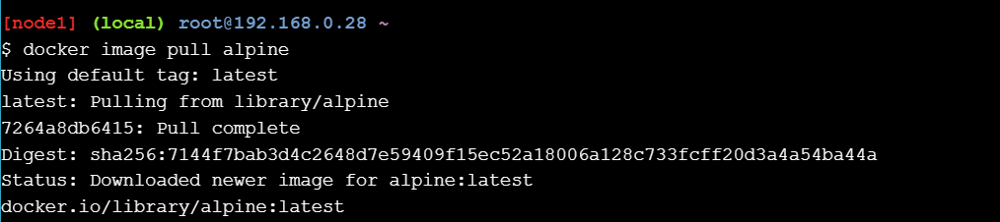 [node1] (local) root@192.168.0.28 ~
$ docker image pull alpine
Using default tag: latest
latest: Pulling from library/alpine
7264a8db6415: Pull complete
Digest: sha256:7144f7bab3d4c2648d7e59409f15ec52a18006a128c733fcff20d3a4a54ba44a
Status: Downloaded newer image for alpine:latest
docker.io/library/alpine:latest